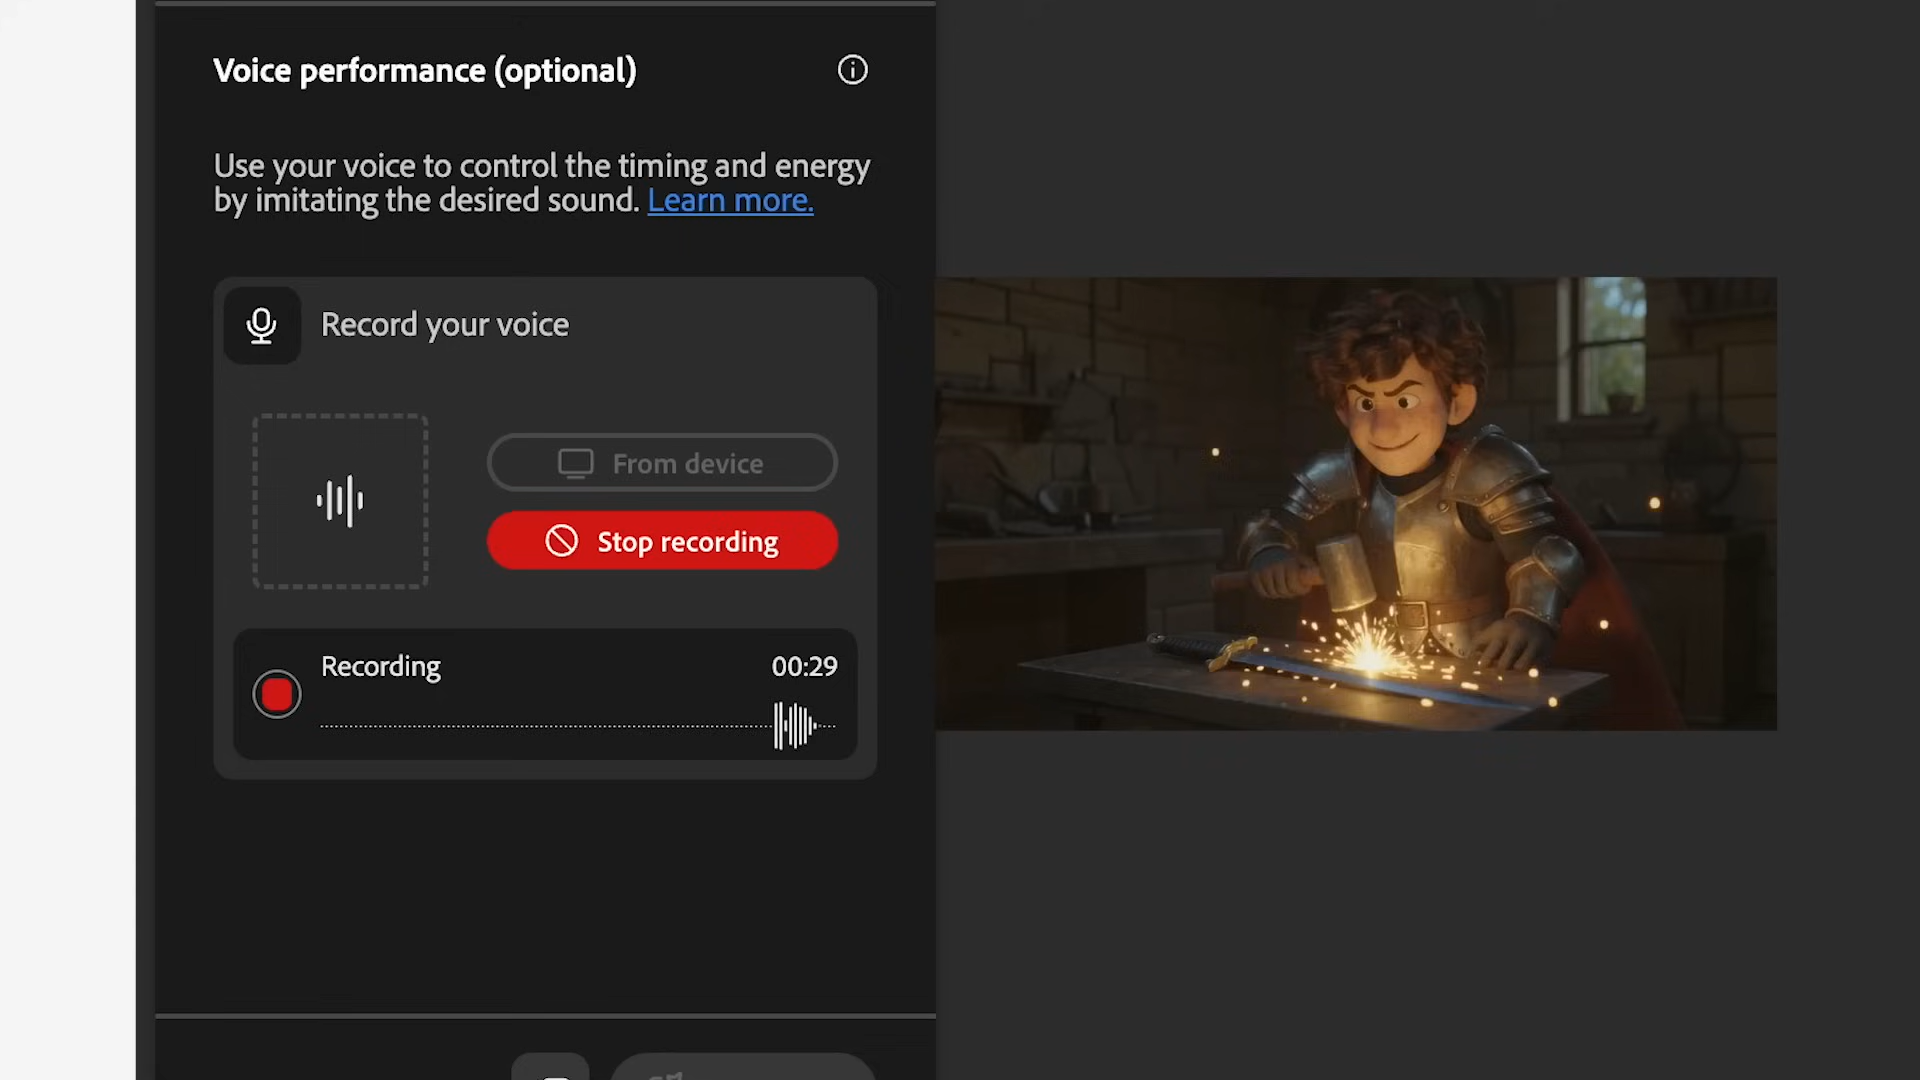 Voice performance (optional)
Use your voice to control the timing and energy
by imitating the desired sound. Learn more.
Record your voice
From device
Stop recording
Recording
00:29